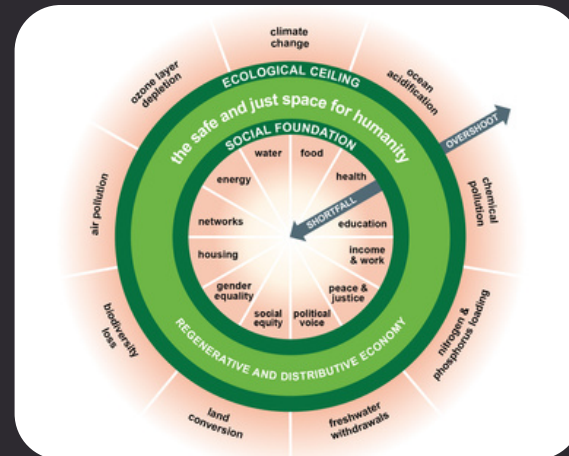 climate
change
ocean
acidification
chemical
pollution
nitrogen &
phosphorus loading
freshwater
withdrawals
land
conversion
biodiversity
loss
air pollution
ozone layer
depletion
ECOLOGICAL CEILING
the safe and just space for humanity
SOCIAL FOUNDATION
OVERSHOOT
SHORTFALL
water
food
health
education
income
& work
peace &
justice
political
voice
social
equity
gender
equality
housing
networks
energy
REGENERATIVE AND DISTRIBUTIVE ECONOMY